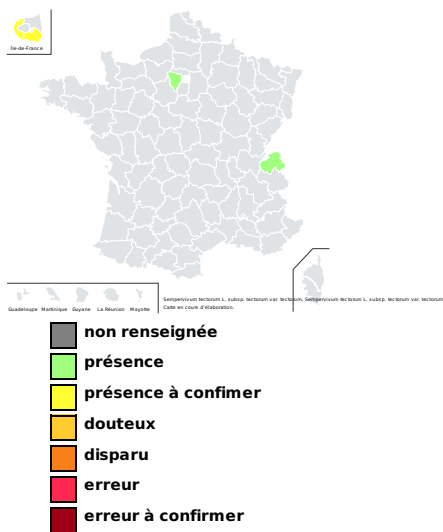 Île-de-France
Guadeloupe Martinique Guyane La Réunion Mayotte
Sempervivum tectorum L. subsp. tectorum var. tectorum, Sempervivum tectorum L. subsp. tectorum var. tectorum
Carte en cours d'élaboration.
non renseignée
présence
présence à confimer
douteux
disparu
erreur
erreur à confirmer